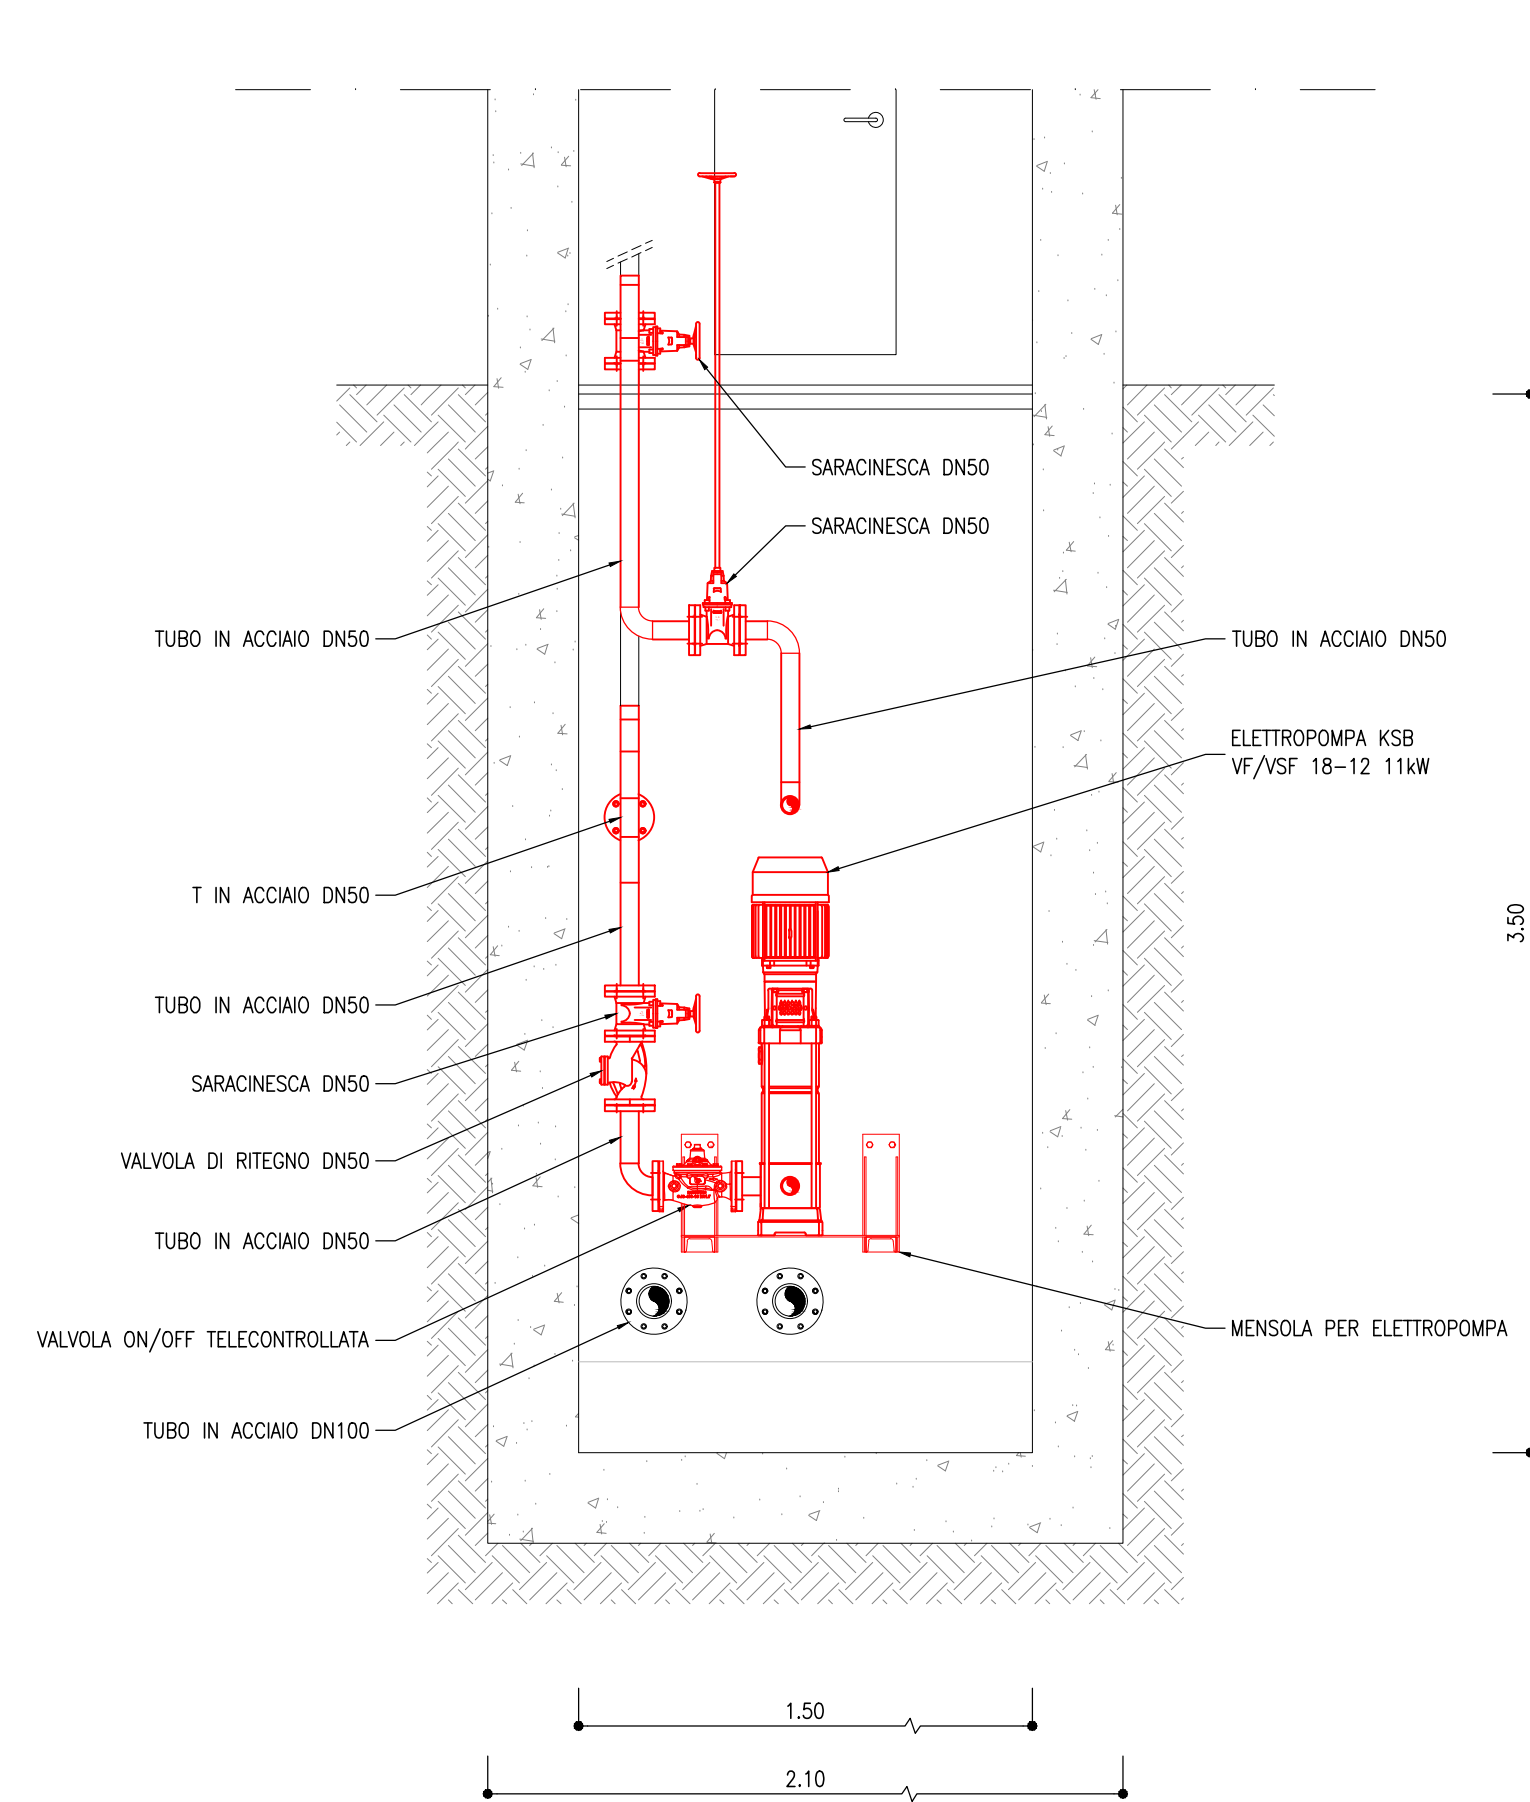 SARACINESCA DN50
SARACINESCA DN50
TUBO IN ACCIAIO DN50
TUBO IN ACCIAIO DN50
ELETTROPOMPA KSB
VF/VSF 18-12 11kW
T IN ACCIAIO DN50
3.50
TUBO IN ACCIAIO DN50
SARACINESCA DN50
VALVOLA DI RITEGNO DN50
TUBO IN ACCIAIO DN50
VALVOLA ON/OFF TELECONTROLLATA
MENSOLA PER ELETTROPOMPA
TUBO IN ACCIAIO DN100
1.50
2.10